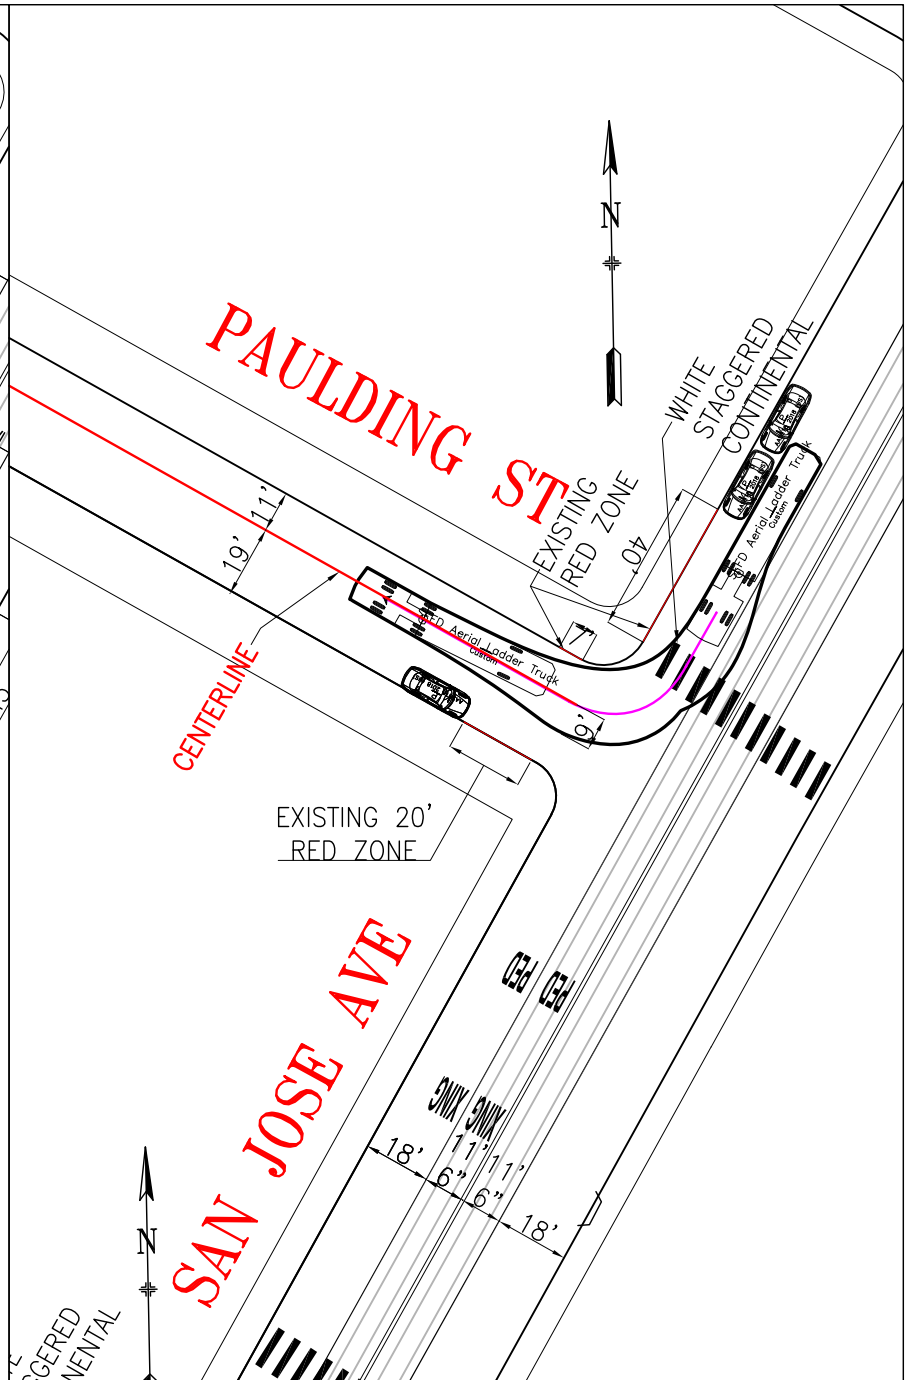 N
PAULDING ST
WHITE
STAGGERED
CONTINENTAL
EXISTING
RED ZONE
40'
11'
19'
7'
9'
SFFD Aerial Ladder Truck
Custom
SFFD Aerial Ladder Truck
Custom
CENTERLINE
EXISTING 20'
RED ZONE
SAN JOSE AVE
PED
PED
XING
XING
18'
11'
6"
11'
6"
18'
N
GGERED
NENTAL